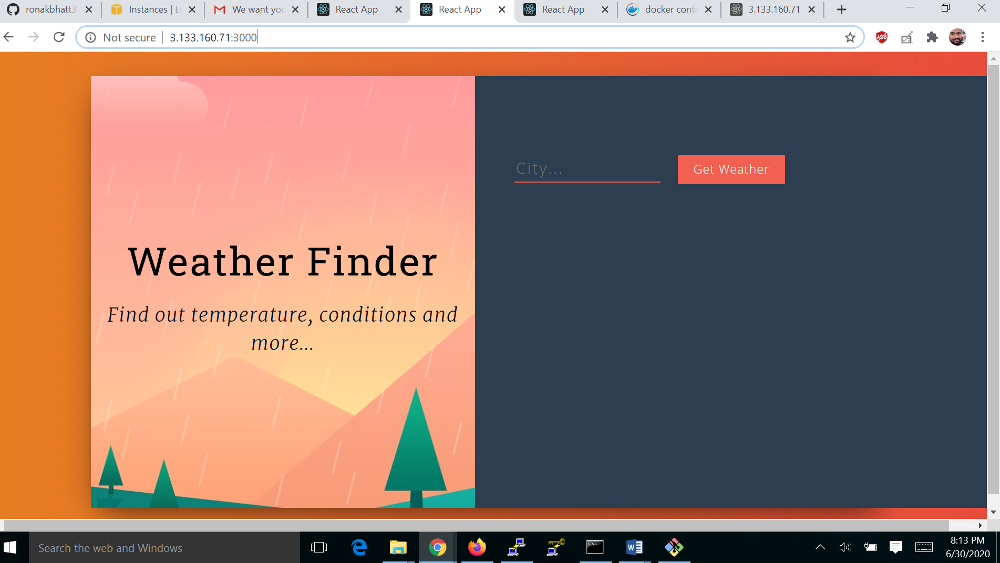 ronakbhatt3
Instances | E
We want you
React App
React App
React App
docker conta
3.133.160.71
Not secure
3.133.160.71:3000
ABP
Weather Finder
Find out temperature, conditions and
more...
City...
Get Weather
Search the web and Windows
8:13 PM
6/30/2020